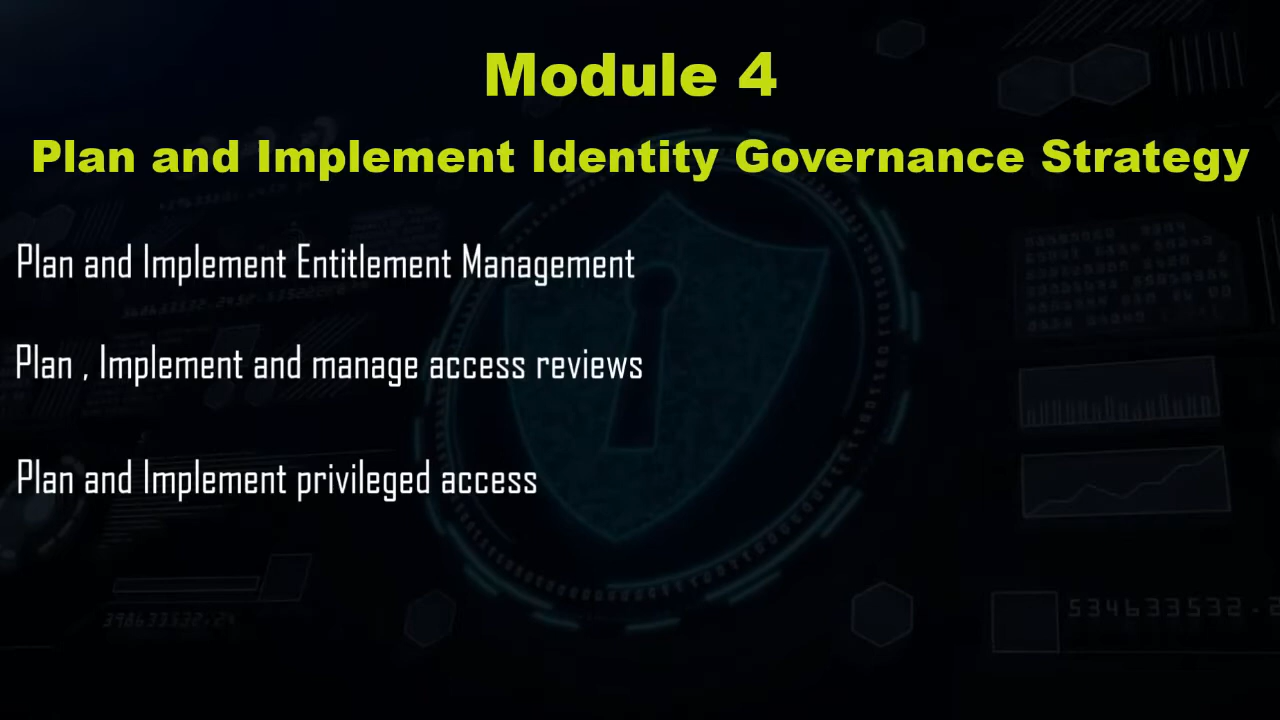 Module 4
Plan and Implement Identity Governance Strategy
Plan and Implement Entitlement Management
Plan , Implement and manage access reviews
Plan and Implement privileged access